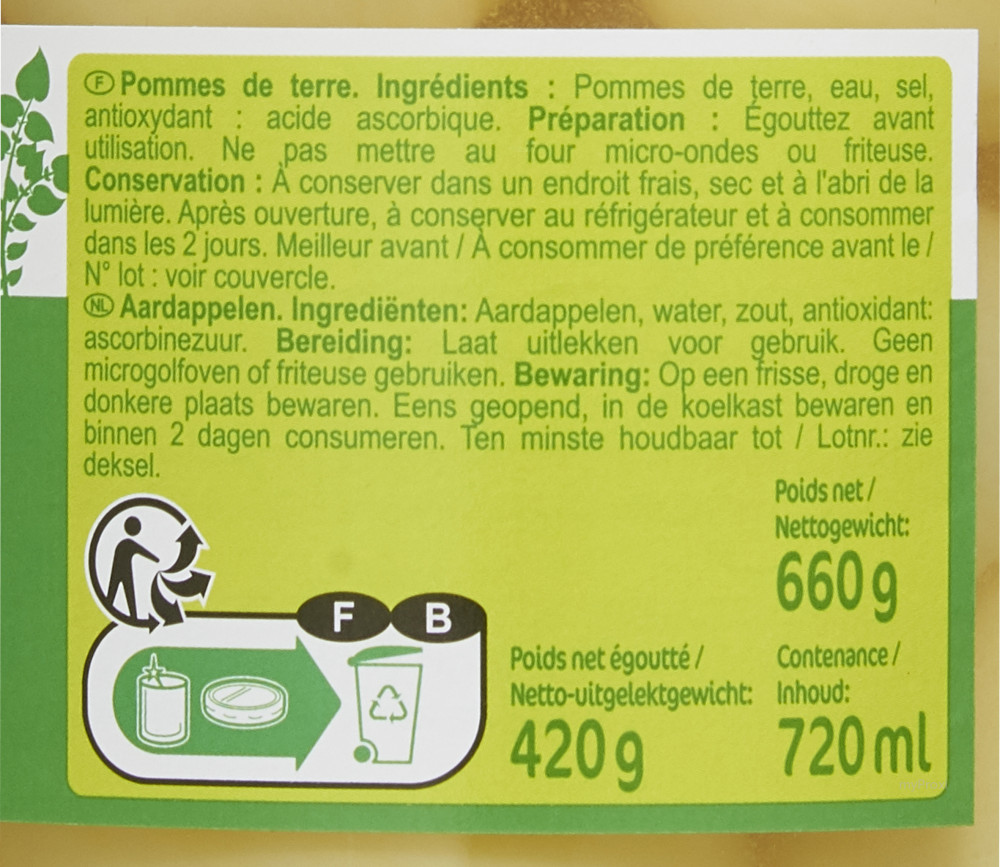 F Pommes de terre. Ingrédients : Pommes de terre, eau, sel,
antioxydant : acide ascorbique. Préparation : Égouttez avant
utilisation. Ne pas mettre au four micro-ondes ou friteuse.
Conservation : À conserver dans un endroit frais, sec et à l'abri de la
lumière. Après ouverture, à conserver au réfrigérateur et à consommer
dans les 2 jours. Meilleur avant / À consommer de préférence avant le /
N° lot : voir couvercle.
NL Aardappelen. Ingrediënten: Aardappelen, water, zout, antioxidant:
ascorbinezuur. Bereiding: Laat uitlekken voor gebruik. Geen
microgolfoven of friteuse gebruiken. Bewaring: Op een frisse, droge en
donkere plaats bewaren. Eens geopend, in de koelkast bewaren en
binnen 2 dagen consumeren. Ten minste houdbaar tot / Lotnr.: zie
deksel.
Poids net /
Nettogewicht:
660 g
F B
Poids net égoutté /
Netto-uitgelektgewicht:
420 g
Contenance /
Inhoud:
720 ml